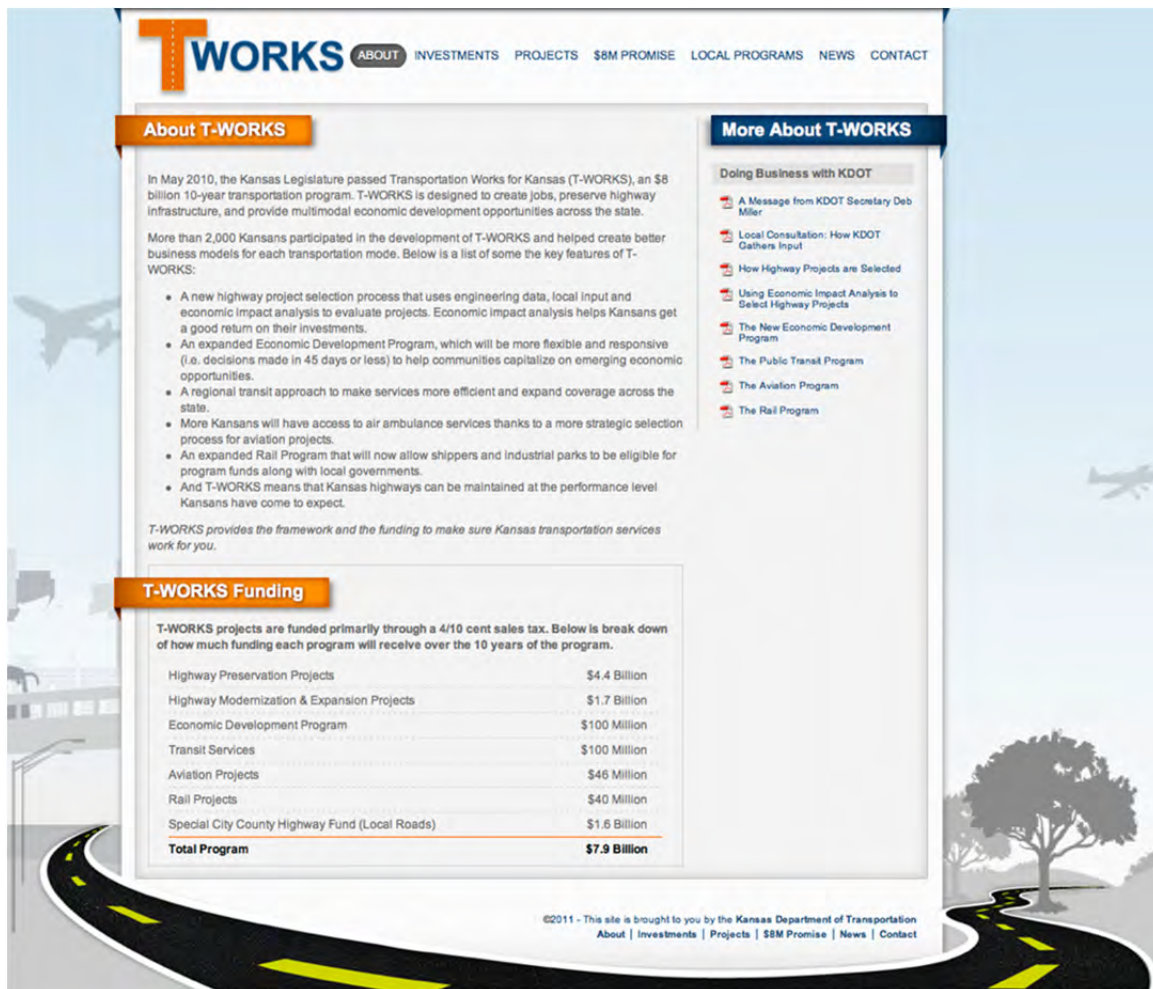 TWORKS
ABOUT INVESTMENTS PROJECTS $8M PROMISE LOCAL PROGRAMS NEWS CONTACT
About T-WORKS
In May 2010, the Kansas Legislature passed Transportation Works for Kansas (T-WORKS), an $8
billion 10-year transportation program. T-WORKS is designed to create jobs, preserve highway
infrastructure, and provide multimodal economic development opportunities across the state.
More than 2,000 Kansans participated in the development of T-WORKS and helped create better
business models for each transportation mode. Below is a list of some the key features of T-
WORKS:
• A new highway project selection process that uses engineering data, local input and
economic impact analysis to evaluate projects. Economic impact analysis helps Kansans get
a good return on their investments.
• An expanded Economic Development Program, which will be more flexible and responsive
(i.e. decisions made in 45 days or less) to help communities capitalize on emerging economic
opportunities.
• A regional transit approach to make services more efficient and expand coverage across the
state.
• More Kansans will have access to air ambulance services thanks to a more strategic selection
process for aviation projects.
• An expanded Rail Program that will now allow shippers and industrial parks to be eligible for
program funds along with local governments.
• And T-WORKS means that Kansas highways can be maintained at the performance level
Kansans have come to expect.
T-WORKS provides the framework and the funding to make sure Kansas transportation services
work for you.
T-WORKS Funding
T-WORKS projects are funded primarily through a 4/10 cent sales tax. Below is break down
of how much funding each program will receive over the 10 years of the program.
Highway Preservation Projects $4.4 Billion
Highway Modernization & Expansion Projects $1.7 Billion
Economic Development Program $100 Million
Transit Services $100 Million
Aviation Projects $46 Million
Rail Projects $40 Million
Special City County Highway Fund (Local Roads) $1.6 Billion
Total Program $7.9 Billion
More About T-WORKS
Doing Business with KDOT
A Message from KDOT Secretary Deb
Miller
Local Consultation: How KDOT
Gathers Input
How Highway Projects are Selected
Using Economic Impact Analysis to
Select Highway Projects
The New Economic Development
Program
The Public Transit Program
The Aviation Program
The Rail Program
©2011 - This site is brought to you by the Kansas Department of Transportation
About | Investments | Projects | $8M Promise | News | Contact